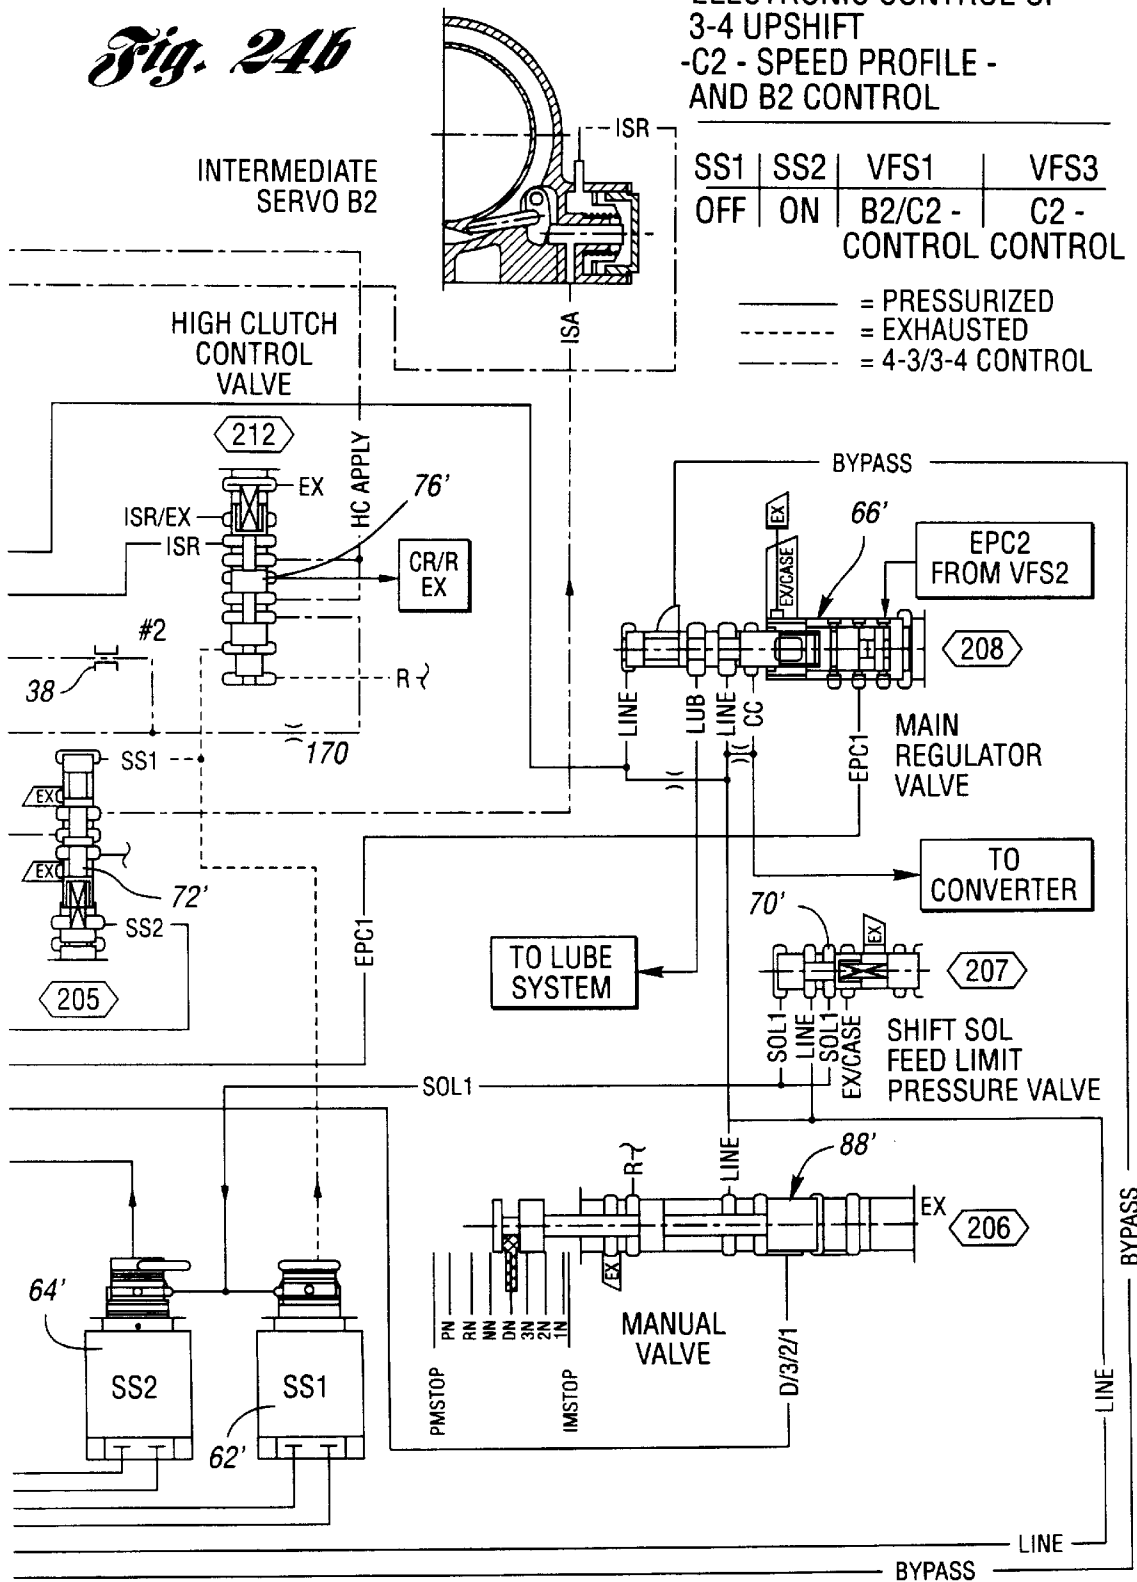 Fig. 24b
3-4 UPSHIFT
-C2 - SPEED PROFILE -
AND B2 CONTROL
SS1 SS2 VFS1 VFS3
OFF ON B2/C2 - C2 -
CONTROL CONTROL
= PRESSURIZED
= EXHAUSTED
= 4-3/3-4 CONTROL
INTERMEDIATE
SERVO B2
ISR
ISA
HIGH CLUTCH
CONTROL
VALVE
212
EX
ISR/EX
ISR
HC APPLY
76'
CR/R
EX
#2
38
R
170
SS1
EX
EX
72'
SS2
205
BYPASS
EX
EX/CASE
66'
EPC2
FROM VFS2
208
LINE
LUB
LINE
CC
EPC1
MAIN
REGULATOR
VALVE
TO
CONVERTER
EPC1
TO LUBE
SYSTEM
70'
EX
207
SOL1
LINE
SOL1
EX/CASE
SHIFT SOL
FEED LIMIT
PRESSURE VALVE
SOL1
R
LINE
88'
EX
206
EX
MANUAL
VALVE
PMSTOP
PN
RN
NN
DN
3N
2N
1N
IMSTOP
D/3/2/1
64'
SS2
SS1
62'
BYPASS
LINE
LINE
BYPASS